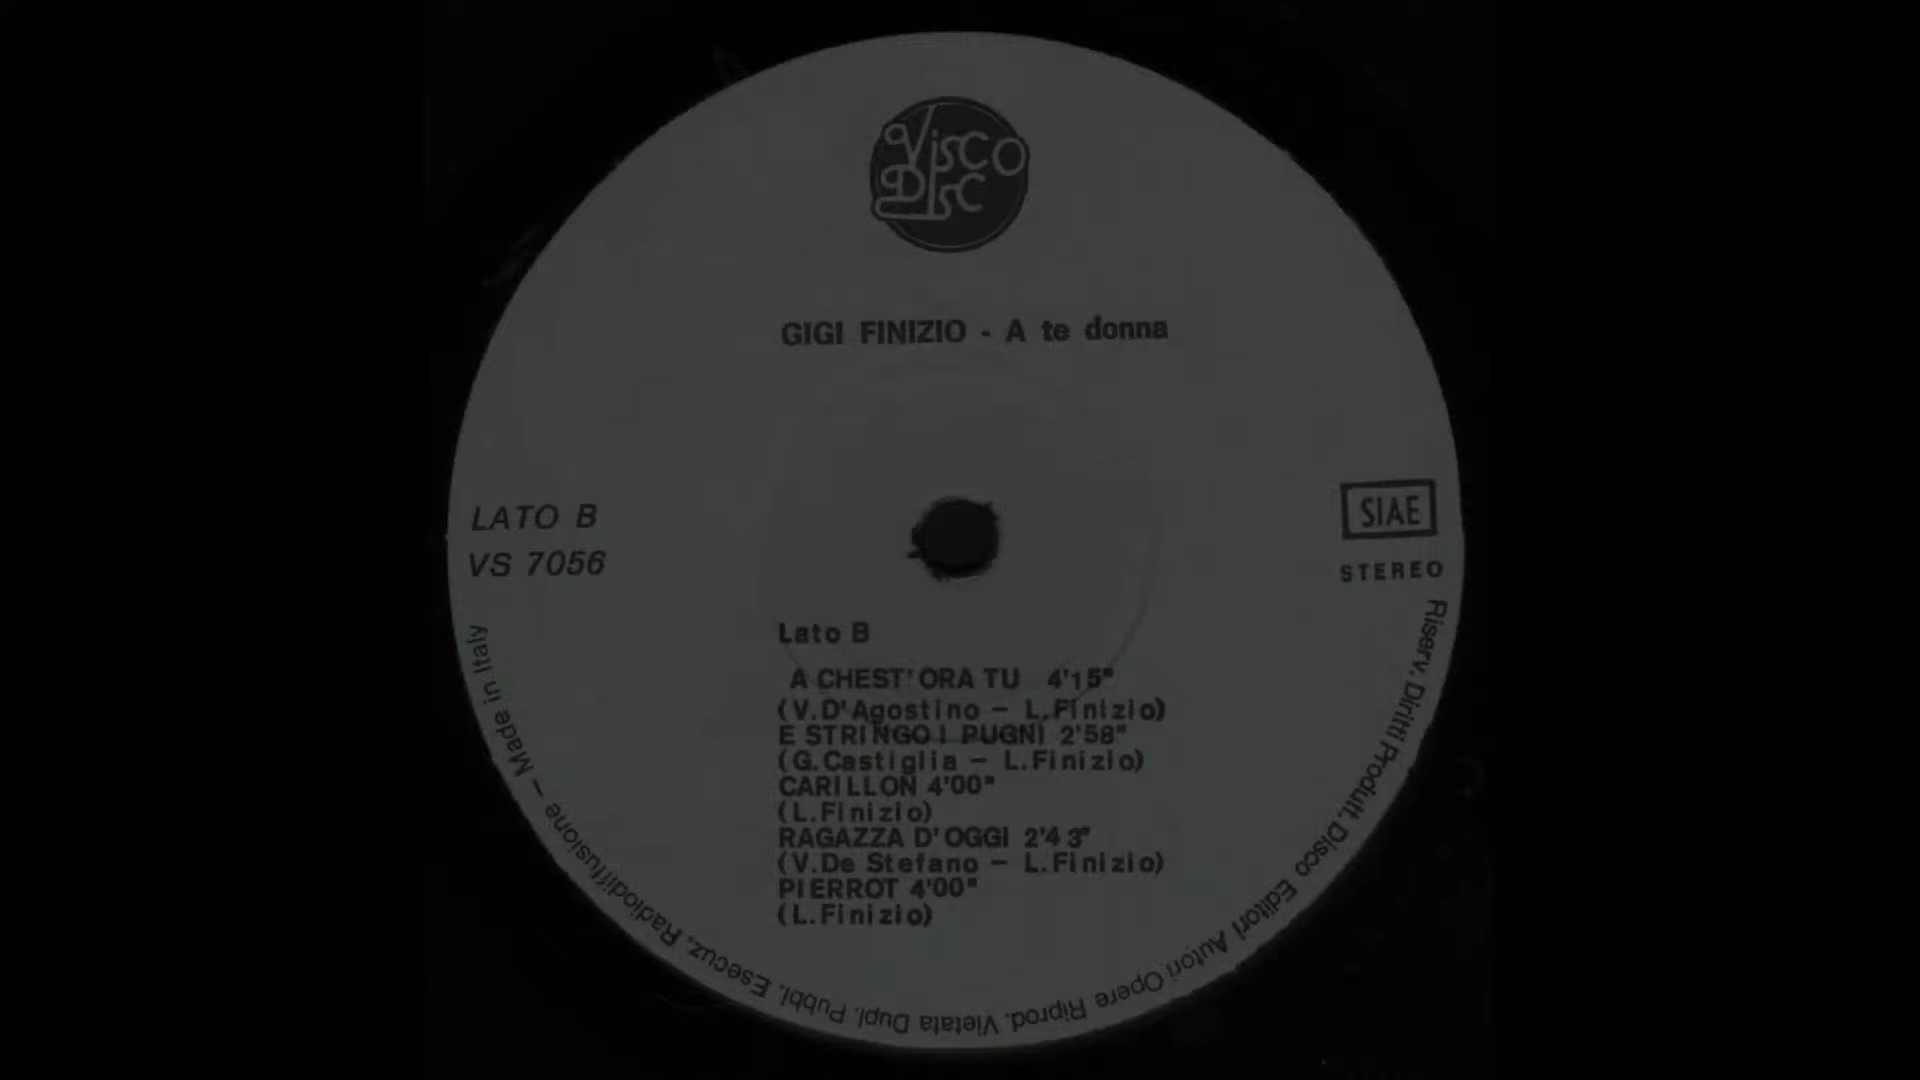 Visco
Disc
GIGI FINIZIO - A te donna
LATO B
VS 7056
SIAE
STEREO
Lato B
A CHEST' ORA TU 4'15"
(V.D'Agostino – L.Finizio)
E STRINGO I PUGNI 2'58"
(G.Castiglia – L.Finizio)
CARILLON 4'00"
(L.Finizio)
RAGAZZA D'OGGI 2'43"
(V.De Stefano – L.Finizio)
PIERROT 4'00"
(L.Finizio)
Riserv. Diritti Produtt. Disco Editori Autori Opere Riprod. Vietata Dupl. Pubbl. Esecuz. Radiodiffusione – Made in Italy